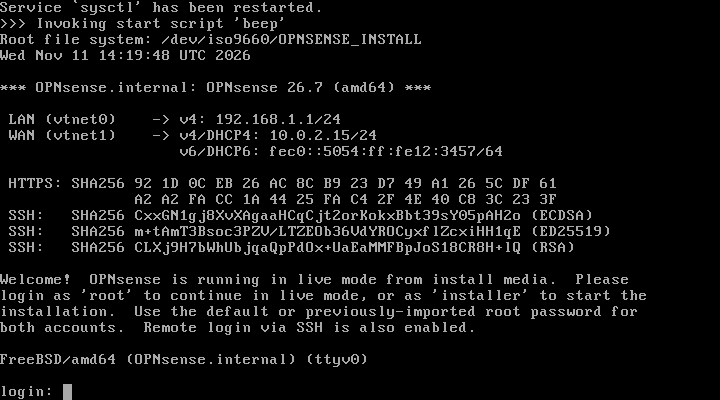 Service `sysctl' has been restarted.
>>> Invoking start script 'beep'
Root file system: /dev/iso9660/OPNSENSE_INSTALL
Wed Nov 11 14:19:48 UTC 2026

*** OPNsense.internal: OPNsense 26.7 (amd64) ***

 LAN (vtnet0)    -> v4: 192.168.1.1/24
 WAN (vtnet1)    -> v4/DHCP4: 10.0.2.15/24
                    v6/DHCP6: fec0::5054:ff:fe12:3457/64

 HTTPS: SHA256 92 1D 0C EB 26 AC 8C B9 23 D7 49 A1 26 5C DF 61
               A2 A2 FA CC 1A 44 25 FA C4 2F 4E 40 C8 3C 23 3F
 SSH:   SHA256 CxxGN1gj8XvXAgaaHCqCjtZorKokxBbt39sY05pAH2o (ECDSA)
 SSH:   SHA256 m+tAmT3Bsoc3PZV/LTZEOb36VdYROCyxflZcxiHH1qE (ED25519)
 SSH:   SHA256 CLXj9H7bWhUbjqaQpPdOx+UaEaMMFBpJoS18CR8H+lQ (RSA)

Welcome!  OPNsense is running in live mode from install media.  Please
login as 'root' to continue in live mode, or as 'installer' to start the
installation.  Use the default or previously-imported root password for
both accounts.  Remote login via SSH is also enabled.

FreeBSD/amd64 (OPNsense.internal) (ttyv0)

login: